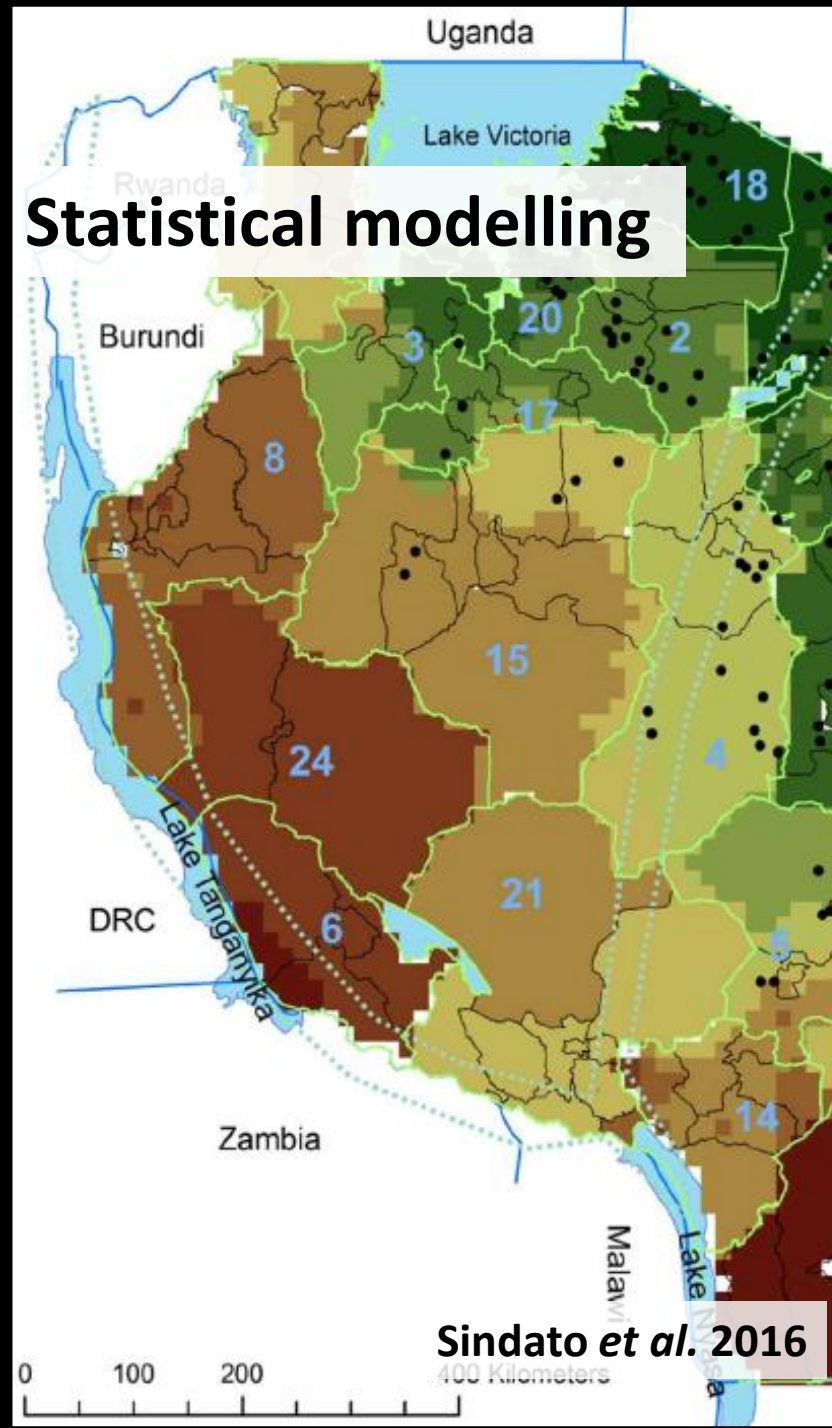 Uganda
Lake Victoria
Rwanda
18
Statistical modelling
Burundi
3
20
2
17
8
15
24
4
21
DRC
Lake Tanganyika
6
5
14
Zambia
Malawi
Lake Nyasa
Sindato et al. 2016
0 100 200 400 Kilometers